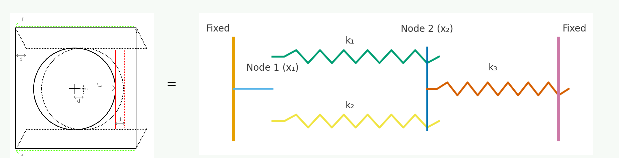 Fixed
Node 2 (x₂)
Fixed
k₁
Node 1 (x₁)
k₃
=
k₂
d